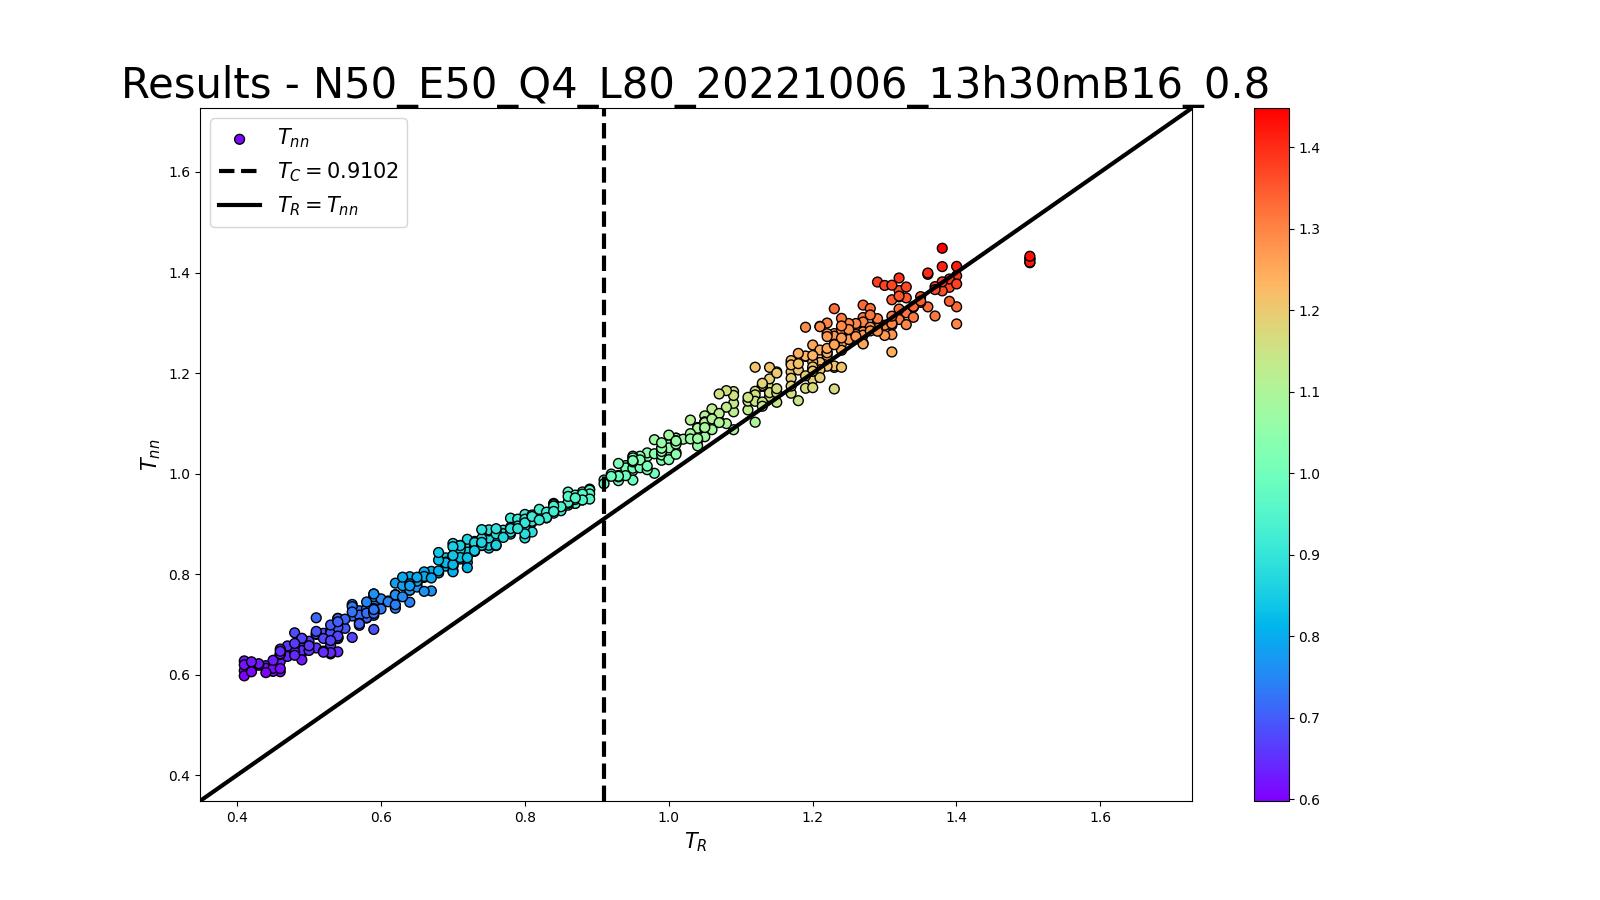 Results - N50_E50_Q4_L80_20221006_13h30mB16_0.8
T_nn
T_C = 0.9102
T_R = T_nn
1.6
1.4
1.2
1.0
0.8
0.6
0.4
T_nn
0.4 0.6 0.8 1.0 1.2 1.4 1.6
T_R
1.4
1.3
1.2
1.1
1.0
0.9
0.8
0.7
0.6